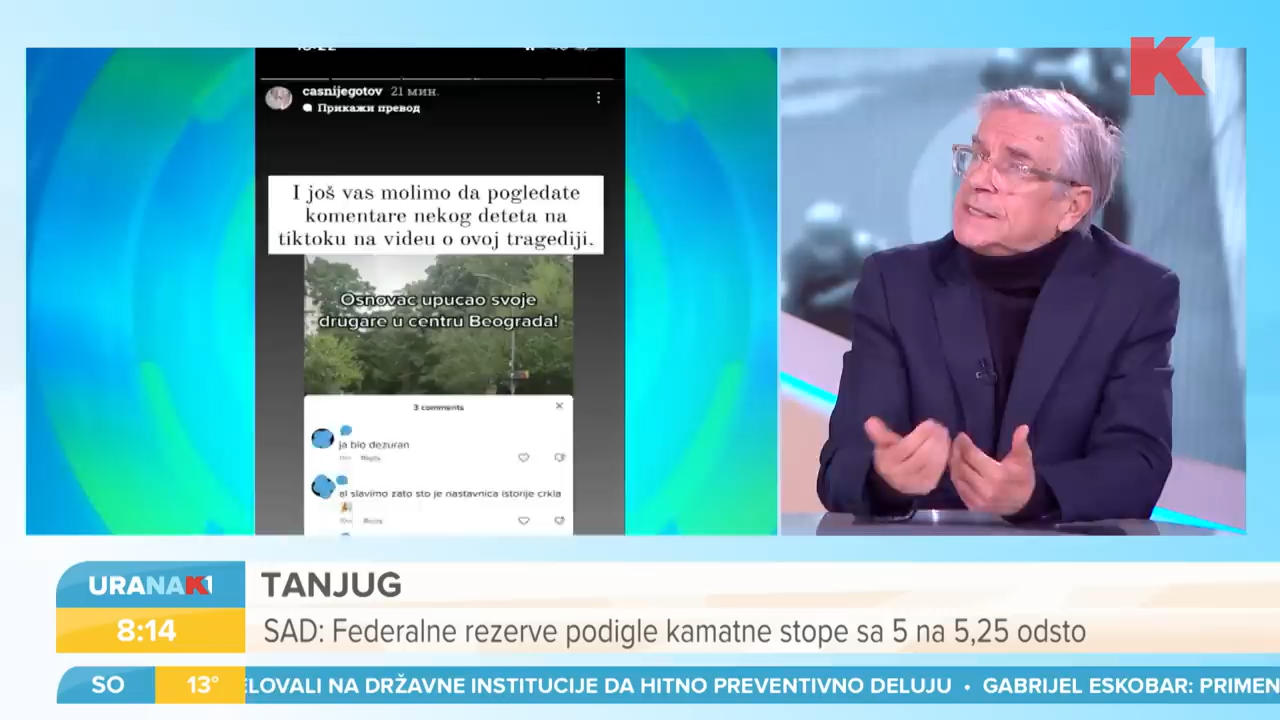 K1
casnijegotov 21 мин.
Прикажи превод
I još vas molimo da pogledate
komentare nekog deteta na
tiktoku na videu o ovoj tragediji.
Osnovac upucao svoje
drugare u centru Beograda!
3 comments
ja bio dezuran
Reply
al slavimo zato sto je nastavnica istorije crkla
Reply
URANAK1
TANJUG
8:14
SAD: Federalne rezerve podigle kamatne stope sa 5 na 5,25 odsto
SO 13° ELOVALI NA DRŽAVNE INSTITUCIJE DA HITNO PREVENTIVNO DELUJU • GABRIJEL ESKOBAR: PRIMEN